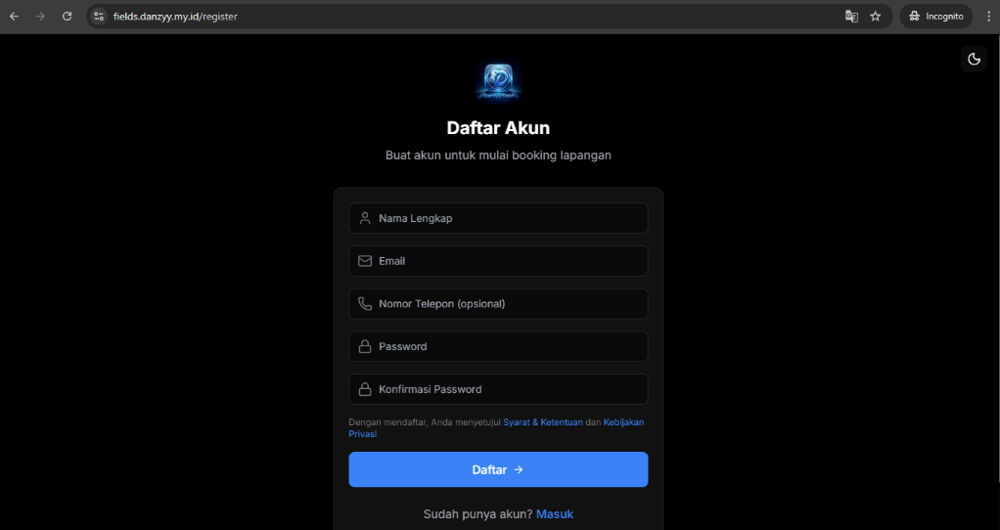 fields.danzyy.my.id/register
Incognito
Daftar Akun
Buat akun untuk mulai booking lapangan
Nama Lengkap
Email
Nomor Telepon (opsional)
Password
Konfirmasi Password
Dengan mendaftar, Anda menyetujui Syarat & Ketentuan dan Kebijakan
Privasi
Daftar →
Sudah punya akun? Masuk